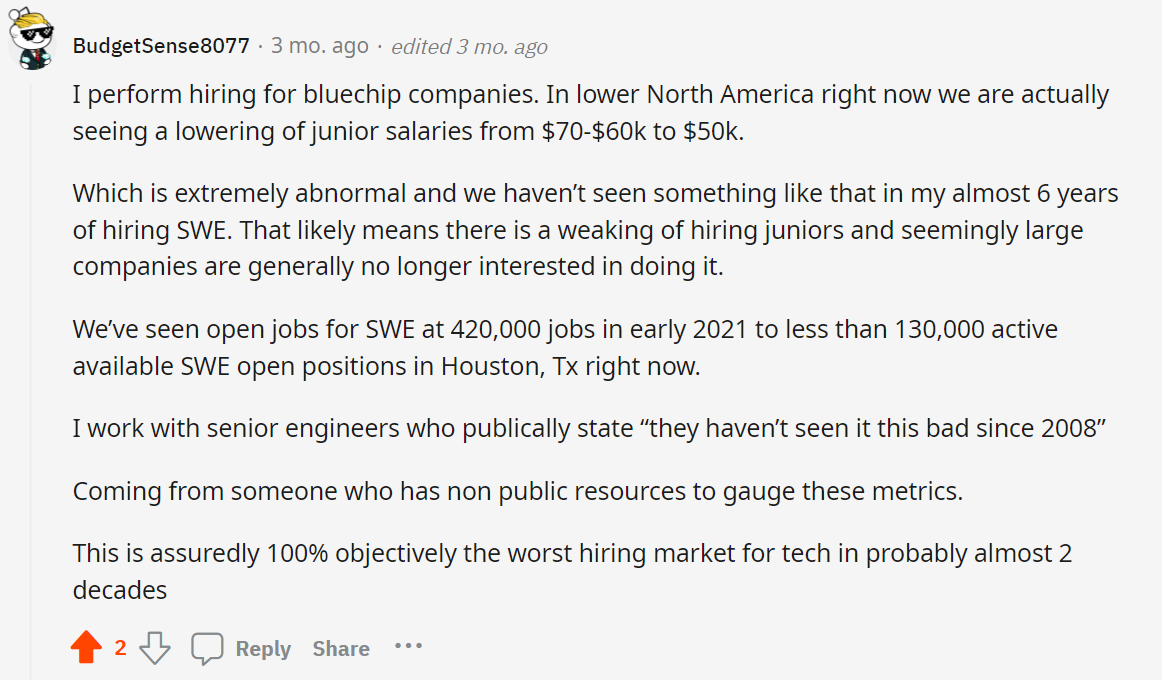 BudgetSense8077 · 3 mo. ago · edited 3 mo. ago
I perform hiring for bluechip companies. In lower North America right now we are actually
seeing a lowering of junior salaries from $70-$60k to $50k.
Which is extremely abnormal and we haven’t seen something like that in my almost 6 years
of hiring SWE. That likely means there is a weaking of hiring juniors and seemingly large
companies are generally no longer interested in doing it.
We’ve seen open jobs for SWE at 420,000 jobs in early 2021 to less than 130,000 active
available SWE open positions in Houston, Tx right now.
I work with senior engineers who publically state “they haven’t seen it this bad since 2008”
Coming from someone who has non public resources to gauge these metrics.
This is assuredly 100% objectively the worst hiring market for tech in probably almost 2
decades
2 Reply Share ···